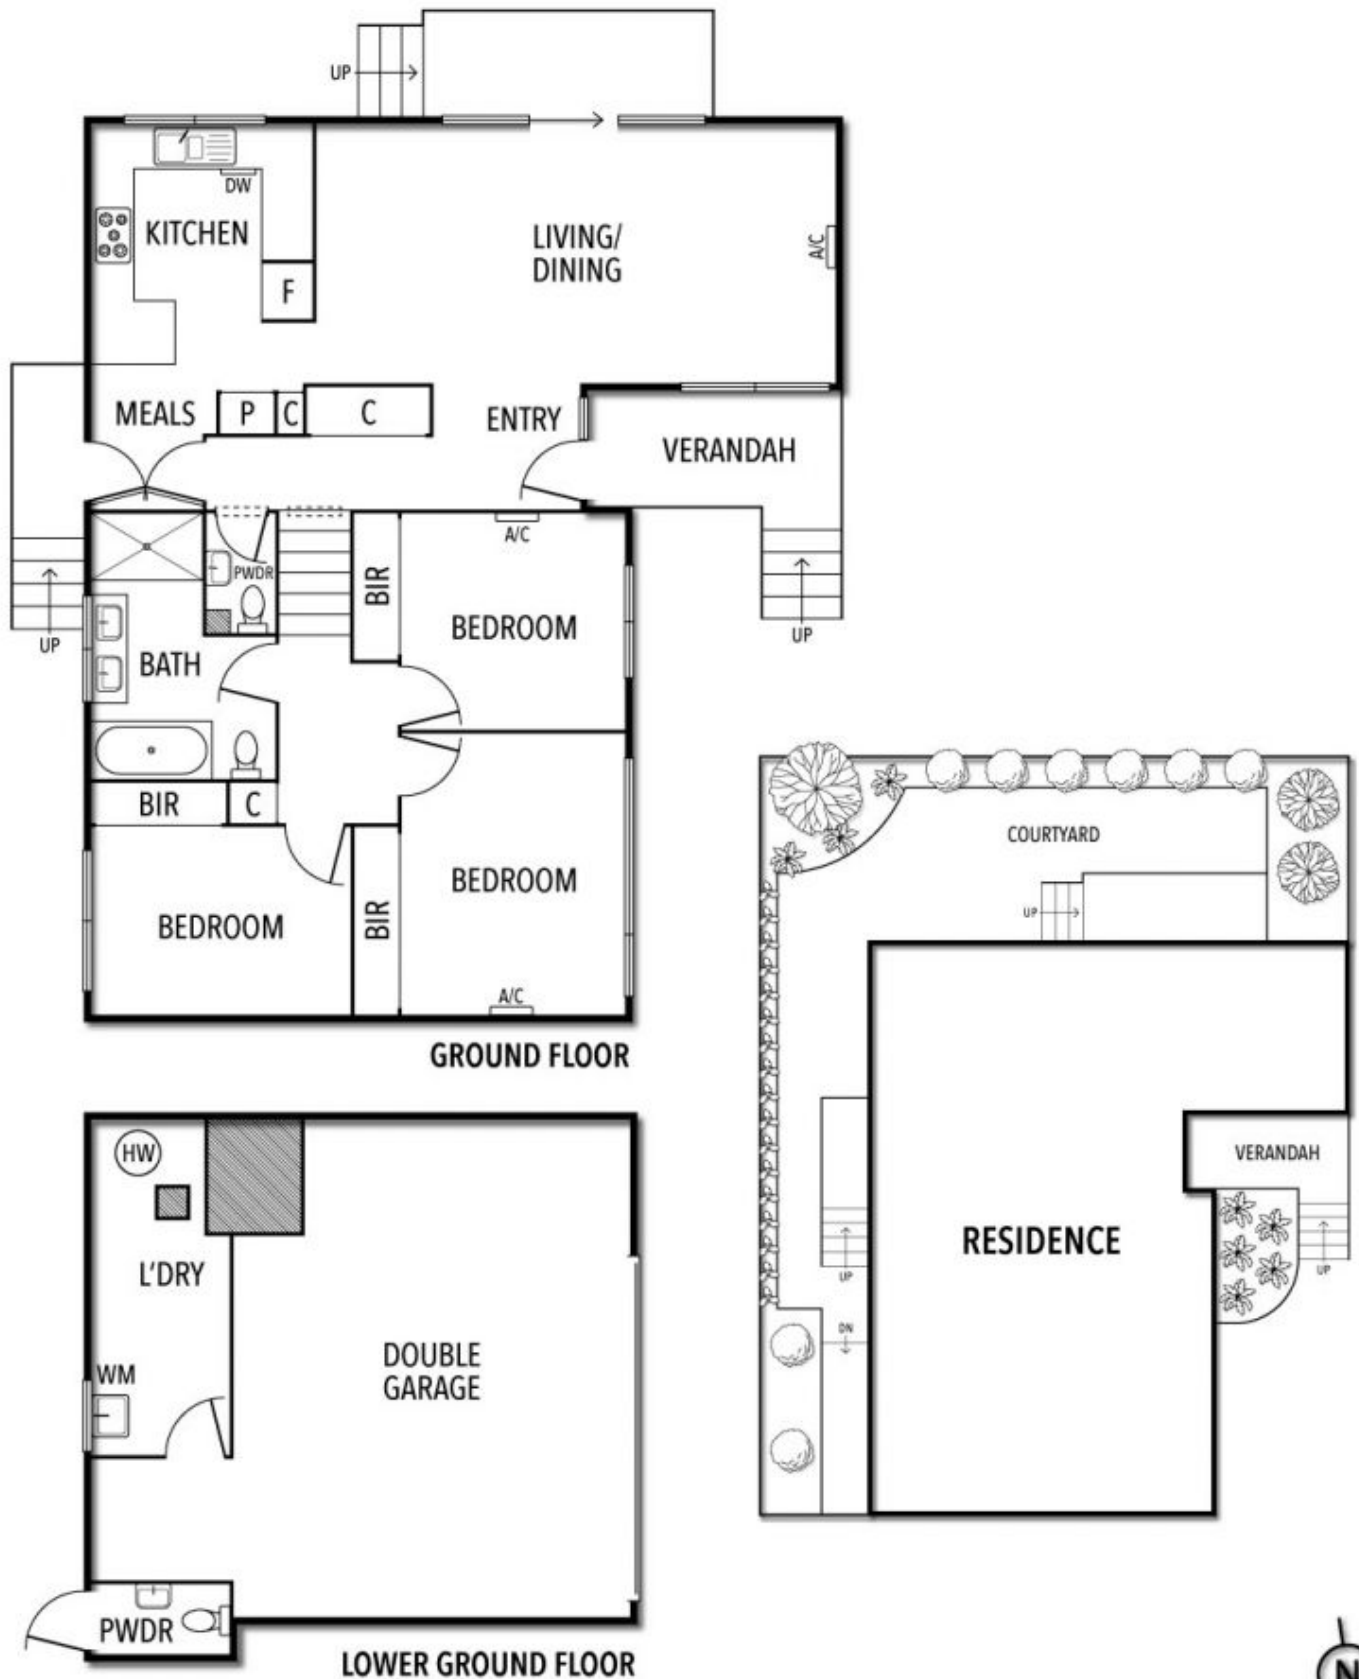 UP
DW
KITCHEN
LIVING/
DINING
A/C
F
MEALS
P
C
C
ENTRY
VERANDAH
A/C
PWDR
BIR
BEDROOM
UP
UP
BATH
BIR
C
BEDROOM
BEDROOM
BIR
A/C
GROUND FLOOR
HW
L'DRY
WM
DOUBLE
GARAGE
PWDR
LOWER GROUND FLOOR
COURTYARD
UP
VERANDAH
RESIDENCE
UP
UP
DN
N